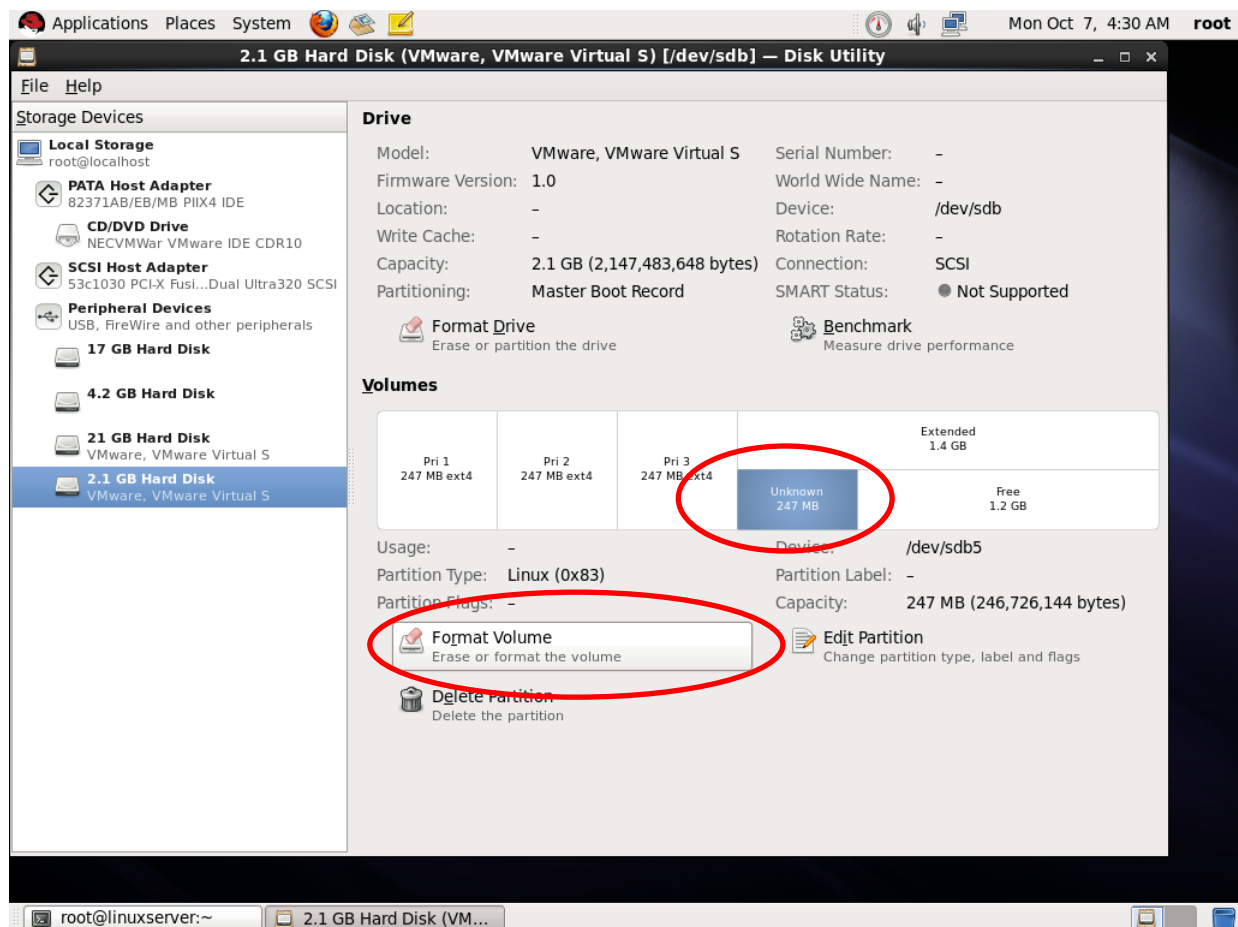 Applications Places System Mon Oct 7, 4:30 AM root
2.1 GB Hard Disk (VMware, VMware Virtual S) [/dev/sdb] — Disk Utility
File Help
Storage Devices
Local Storage
root@localhost
PATA Host Adapter
82371AB/EB/MB PIIX4 IDE
CD/DVD Drive
NECVMWar VMware IDE CDR10
SCSI Host Adapter
53c1030 PCI-X Fusi...Dual Ultra320 SCSI
Peripheral Devices
USB, FireWire and other peripherals
17 GB Hard Disk
4.2 GB Hard Disk
21 GB Hard Disk
VMware, VMware Virtual S
2.1 GB Hard Disk
VMware, VMware Virtual S
Drive
Model: VMware, VMware Virtual S Serial Number: –
Firmware Version: 1.0 World Wide Name: –
Location: – Device: /dev/sdb
Write Cache: – Rotation Rate: –
Capacity: 2.1 GB (2,147,483,648 bytes) Connection: SCSI
Partitioning: Master Boot Record SMART Status: Not Supported
Format Drive Benchmark
Erase or partition the drive Measure drive performance
Volumes
Extended
1.4 GB
Pri 1 Pri 2 Pri 3
247 MB ext4 247 MB ext4 247 MB ext4
Unknown Free
247 MB 1.2 GB
Usage: – Device: /dev/sdb5
Partition Type: Linux (0x83) Partition Label: –
Partition Flags: – Capacity: 247 MB (246,726,144 bytes)
Format Volume Edit Partition
Erase or format the volume Change partition type, label and flags
Delete Partition
Delete the partition
root@linuxserver:~ 2.1 GB Hard Disk (VM...